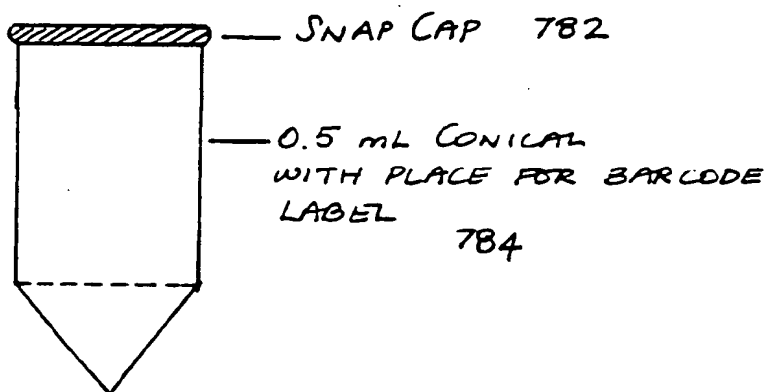 SNAP CAP 782
0.5 mL CONICAL
WITH PLACE FOR BARCODE
LABEL
784